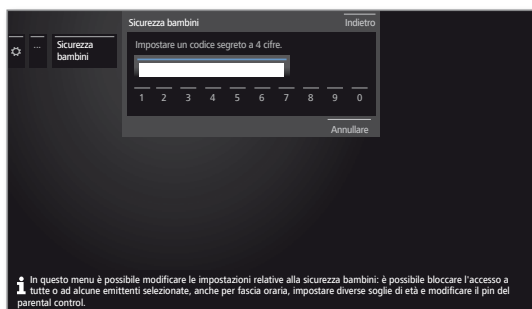 Sicurezza bambini Indietro
... Sicurezza
bambini
Impostare un codice segreto a 4 cifre.
1 2 3 4 5 6 7 8 9 0
Annullare
In questo menu è possibile modificare le impostazioni relative alla sicurezza bambini: è possibile bloccare l'accesso a
tutte o ad alcune emittenti selezionate, anche per fascia oraria, impostare diverse soglie di età e modificare il pin del
parental control.